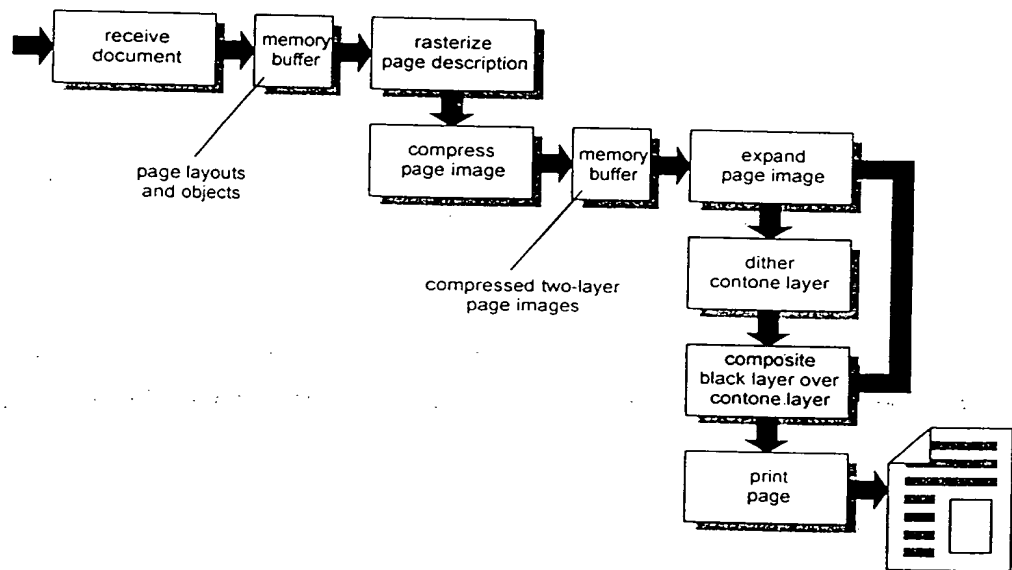 receive
document
memory
buffer
rasterize
page description
page layouts
and objects
compress
page image
memory
buffer
expand
page image
compressed two-layer
page images
dither
contone layer
composite
black layer over
contone layer
print
page